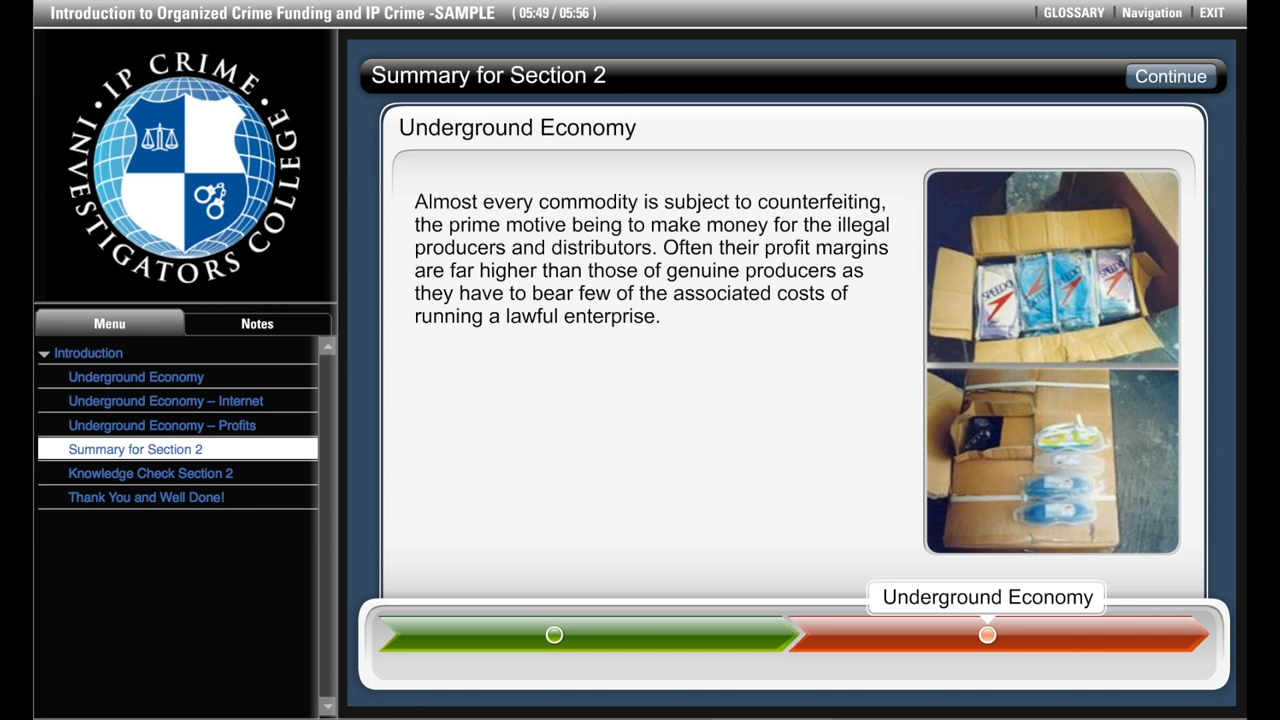 Introduction to Organized Crime Funding and IP Crime -SAMPLE ( 05:49 / 05:56 )
GLOSSARY Navigation EXIT
· IP CRIME ·
INVESTIGATORS COLLEGE
Menu
Notes
Introduction
Underground Economy
Underground Economy – Internet
Underground Economy – Profits
Summary for Section 2
Knowledge Check Section 2
Thank You and Well Done!
Summary for Section 2
Continue
Underground Economy
Almost every commodity is subject to counterfeiting,
the prime motive being to make money for the illegal
producers and distributors. Often their profit margins
are far higher than those of genuine producers as
they have to bear few of the associated costs of
running a lawful enterprise.
SPEEDO
Underground Economy